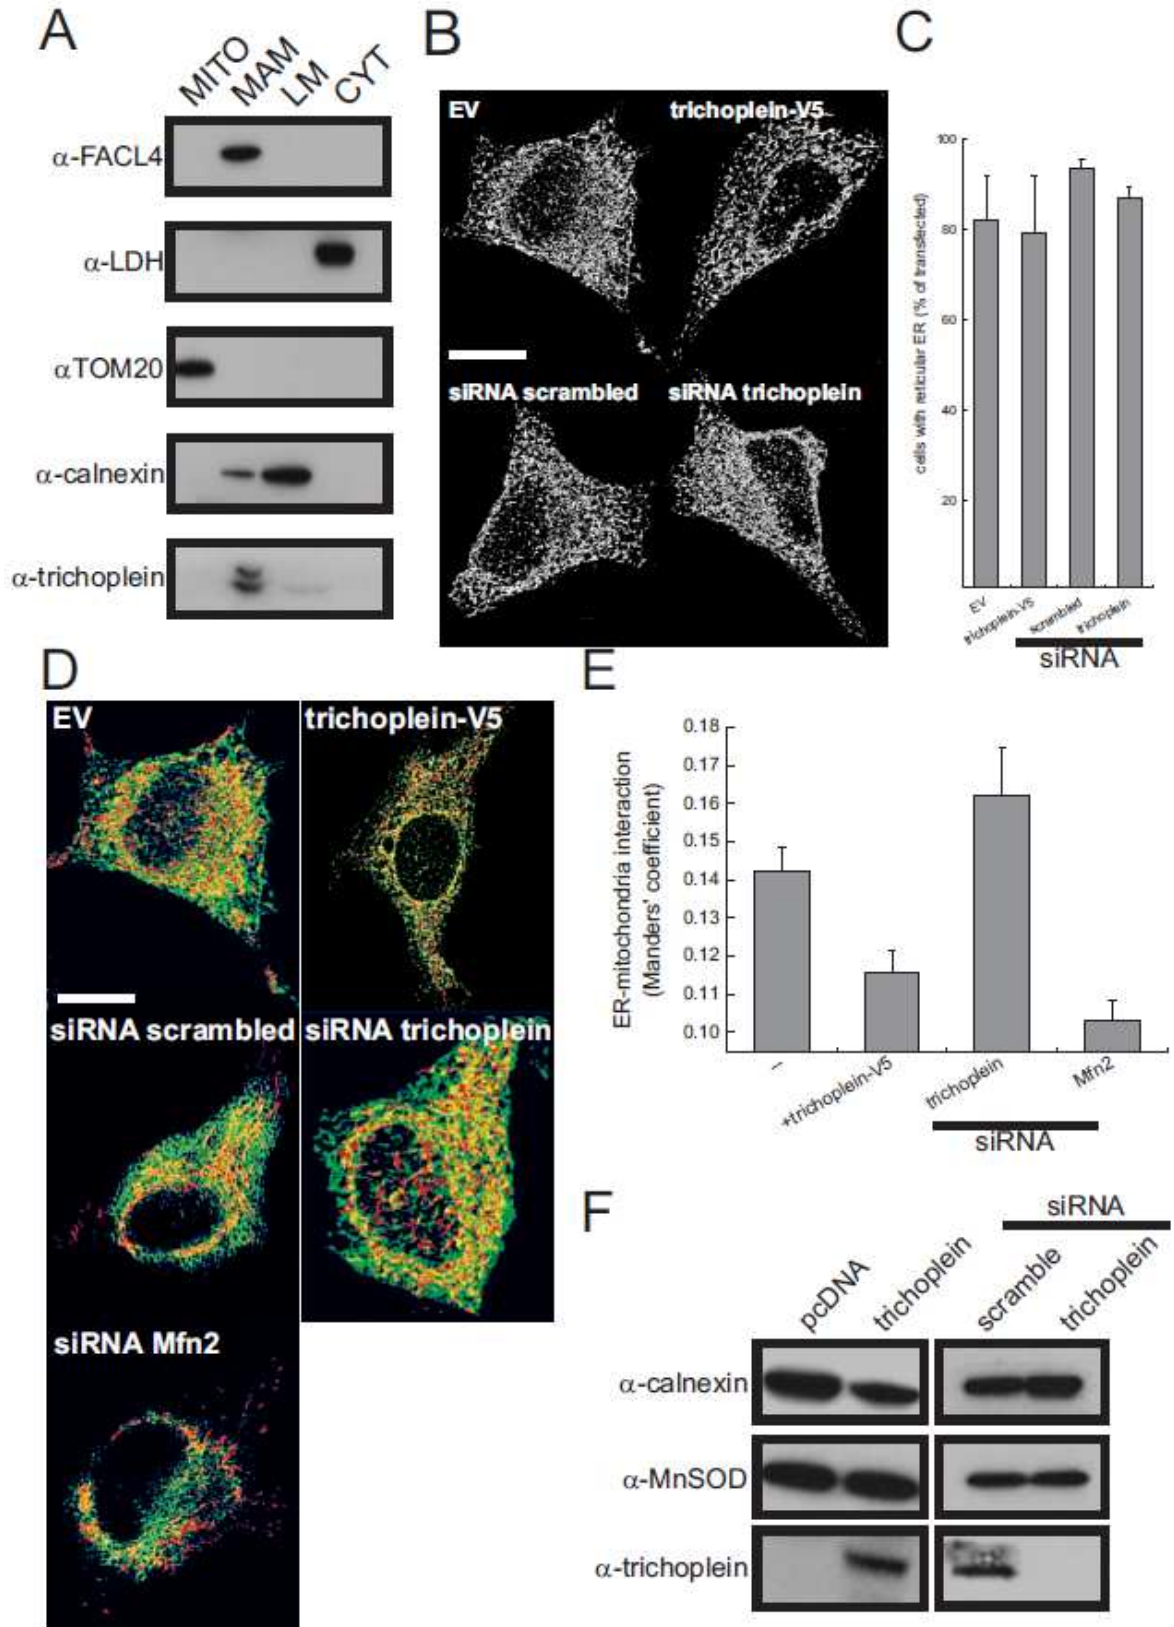 A
MITO
MAM
LM
CYT
α-FACL4
α-LDH
αTOM20
α-calnexin
α-trichoplein
B
EV
trichoplein-V5
siRNA scrambled
siRNA trichoplein
C
cells with reticular ER (% of transfected)
100
80
60
40
20
EV
trichoplein-V5
scrambled
trichoplein
siRNA
D
EV
trichoplein-V5
siRNA scrambled
siRNA trichoplein
siRNA Mfn2
E
ER-mitochondria interaction
(Manders' coefficient)
0.18
0.17
0.16
0.15
0.14
0.13
0.12
0.11
0.10
–
+trichoplein-V5
trichoplein
Mfn2
siRNA
F
siRNA
pcDNA
trichoplein
scramble
trichoplein
α-calnexin
α-MnSOD
α-trichoplein